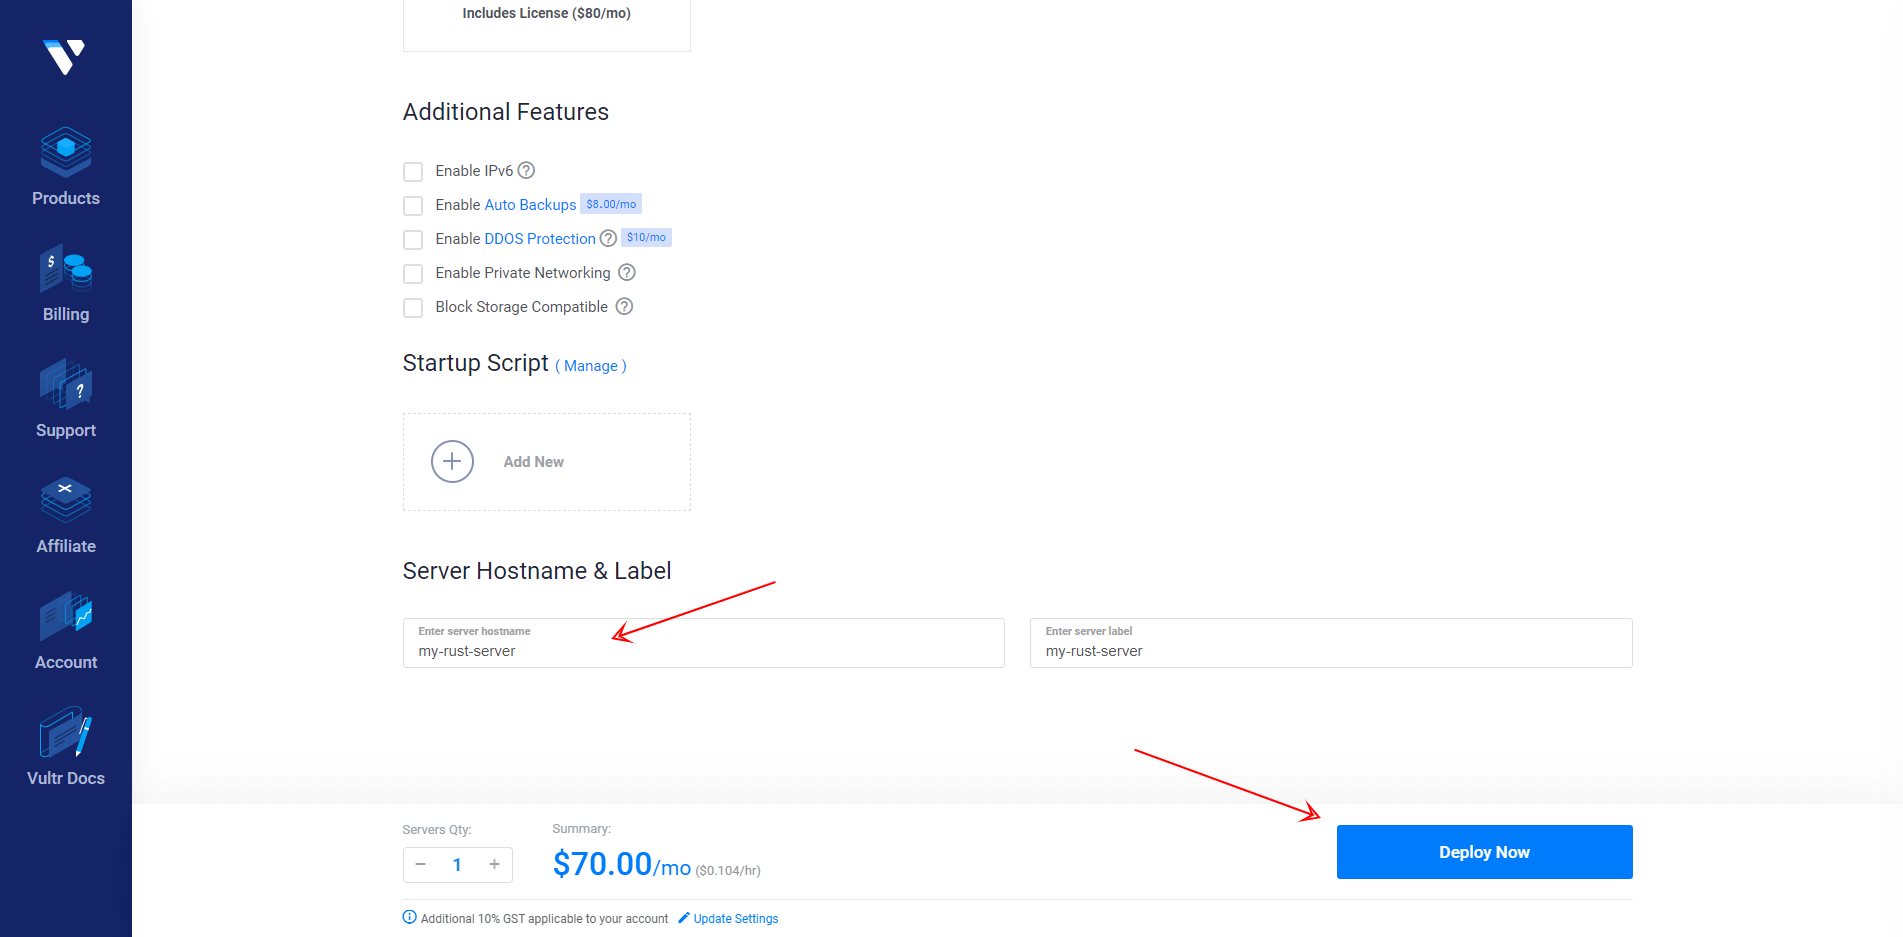 Includes License ($80/mo)
Additional Features
Enable IPv6 ?
Enable Auto Backups $8.00/mo
Enable DDOS Protection ? $10/mo
Enable Private Networking ?
Block Storage Compatible ?
Startup Script ( Manage )
+ Add New
Server Hostname & Label
Enter server hostname
my-rust-server
Enter server label
my-rust-server
Products
$
Billing
?
Support
Affiliate
Account
Vultr Docs
Servers Qty:
− 1 +
Summary:
$70.00/mo ($0.104/hr)
Deploy Now
Additional 10% GST applicable to your account Update Settings